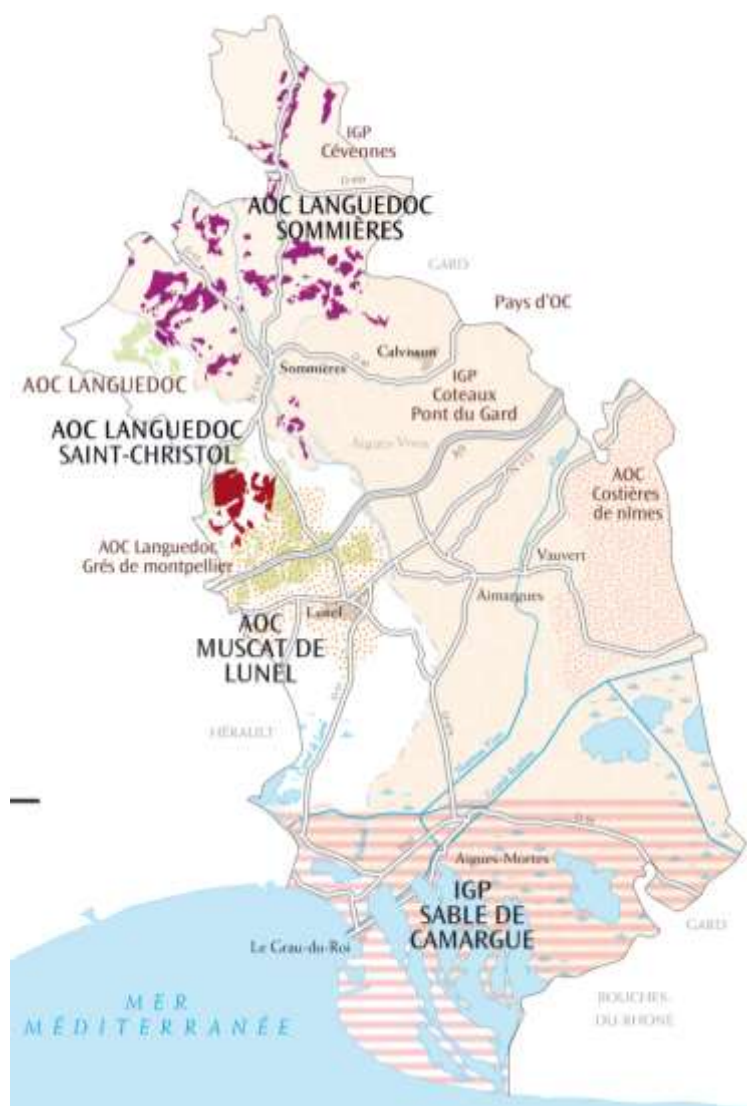 IGP
Cévennes
AOC LANGUEDOC
SOMMIÈRES
GARD
Pays d'OC
Calvisson
Sommières
IGP
Coteaux
Pont du Gard
AOC LANGUEDOC
AOC LANGUEDOC
SAINT-CHRISTOL
Aigues-Vives
AOC
Costières
de nîmes
AOC Languedoc
Grés de montpellier
Vauvert
Aimargues
Lunel
AOC
MUSCAT DE
LUNEL
HÉRAULT
Aigues-Mortes
IGP
SABLE DE
CAMARGUE
Le Grau-du-Roi
GARD
BOUCHES-
DU-RHÔNE
MER
MÉDITERRANÉE